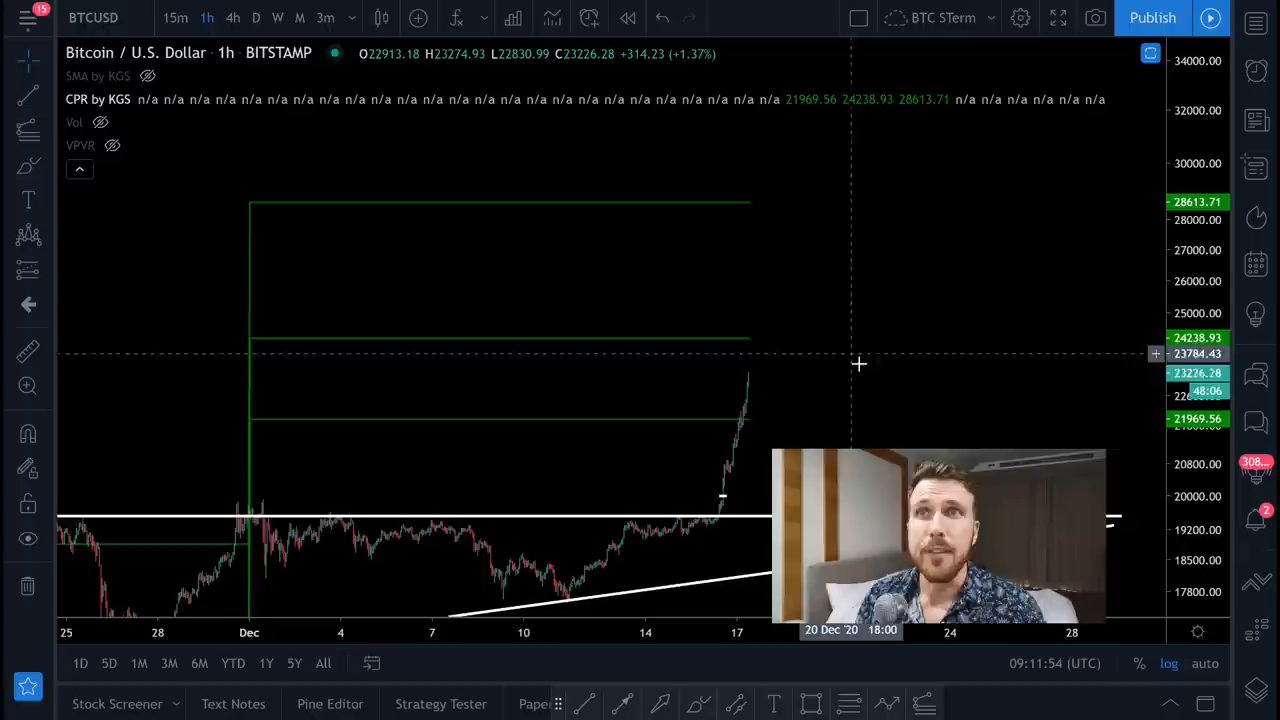 15
BTCUSD 15m 1h 4h D W M 3m BTC STerm Publish
Bitcoin / U.S. Dollar · 1h · BITSTAMP O22913.18 H23274.93 L22830.99 C23226.28 +314.23 (+1.37%)
SMA by KGS
CPR by KGS n/a n/a n/a n/a n/a n/a n/a n/a n/a n/a n/a n/a n/a n/a n/a n/a n/a n/a n/a n/a n/a n/a n/a n/a n/a 21969.56 24238.93 28613.71 n/a n/a n/a n/a n/a n/a
Vol
VPVR
34000.00
32000.00
30000.00
28613.71
28000.00
27000.00
26000.00
25000.00
24238.93
23784.43
23226.28
48:06
21969.56
20800.00
20000.00
19200.00
18500.00
17800.00
308...
2
25 28 Dec 4 7 10 14 17 20 Dec '20 18:00 24 28
1D 5D 1M 3M 6M YTD 1Y 5Y All 09:11:54 (UTC) % log auto
Stock Screener Text Notes Pine Editor Strategy Tester Pape